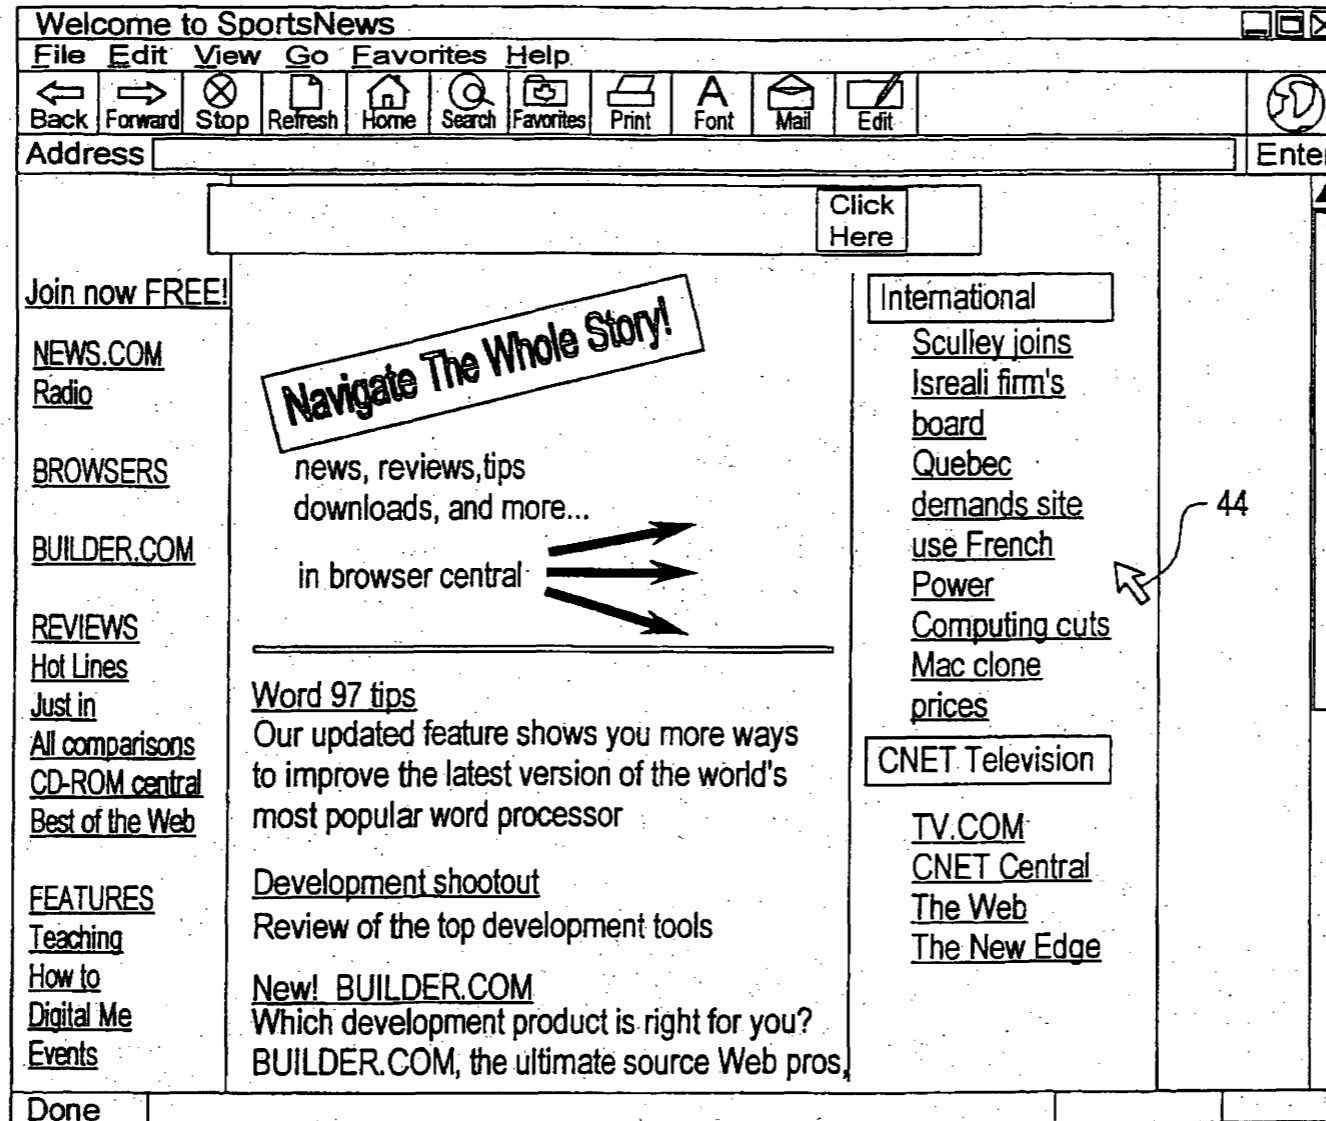 Welcome to SportsNews
File Edit View Go Favorites Help
Back Forward Stop Refresh Home Search Favorites Print Font Mail Edit
Address
Click
Here
Join now FREE!
NEWS.COM
Radio
BROWSERS
BUILDER.COM
REVIEWS
Hot Lines
Just in
All comparisons
CD-ROM central
Best of the Web
FEATURES
Teaching
How to
Digital Me
Events
Navigate The Whole Story!
news, reviews,tips
downloads, and more...
in browser central
Word 97 tips
Our updated feature shows you more ways
to improve the latest version of the world's
most popular word processor
Development shootout
Review of the top development tools
New! BUILDER.COM
Which development product is right for you?
BUILDER.COM, the ultimate source Web pros,
International
Sculley joins
Isreali firm's
board
Quebec
demands site
use French
Power
Computing cuts
Mac clone
prices
CNET Television
TV.COM
CNET Central
The Web
The New Edge
44
Done